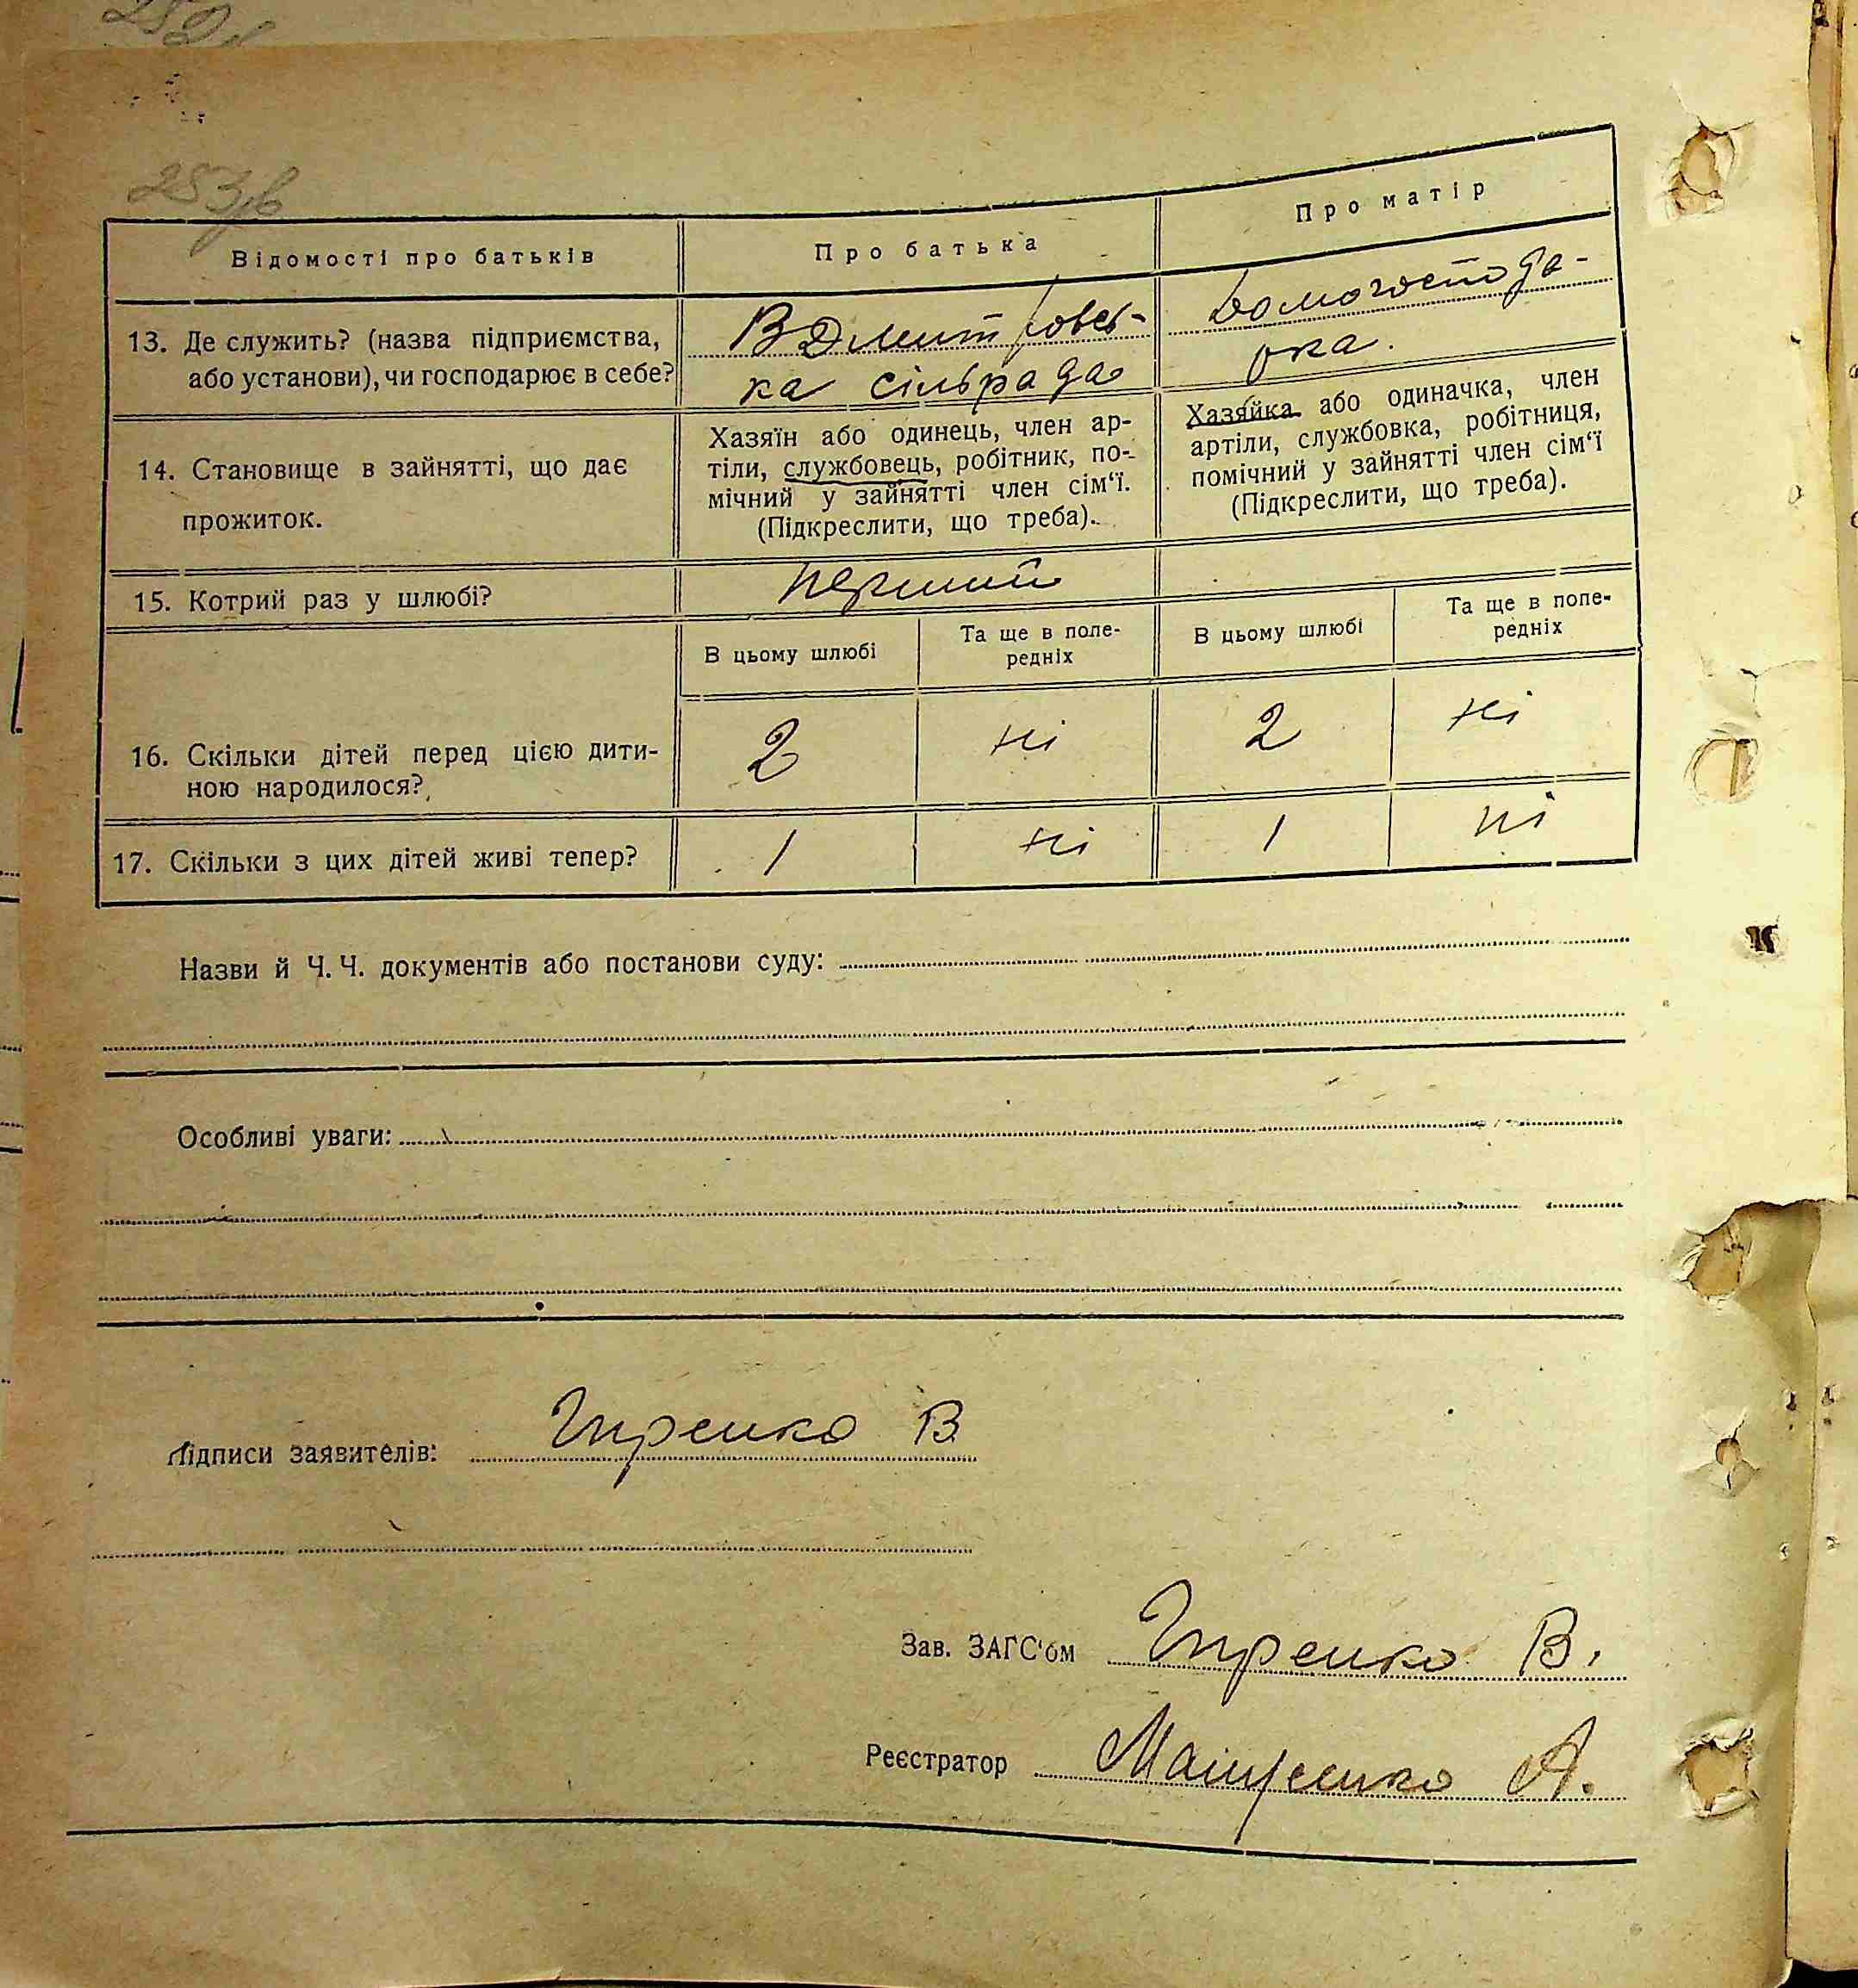 253,в
Відомості про батьків
Про батька
Про матір
13. Де служить? (назва підприємства,
або установи), чи господарює в себе?
В Дмитровсь-
ка сільрада
Домогоспода-
рка.
14. Становище в зайнятті, що дає
прожиток.
Хазяїн або одинець, член ар-
тіли, службовець, робітник, по-
мічний у зайнятті член сім'ї.
(Підкреслити, що треба).
Хазяйка або одиначка, член
артіли, службовка, робітниця,
помічний у зайнятті член сім'ї
(Підкреслити, що треба).
15. Котрий раз у шлюбі?
перший
В цьому шлюбі
Та ще в попе-
редніх
В цьому шлюбі
Та ще в попе-
редніх
16. Скільки дітей перед цією дити-
ною народилося?
2
ні
2
ні
17. Скільки з цих дітей живі тепер?
1
ні
1
ні
Назви й Ч. Ч. документів або постанови суду:
Особливі уваги:
Підписи заявителів:
В.
Зав. ЗАГС'ом
В.
Реєстратор
А.